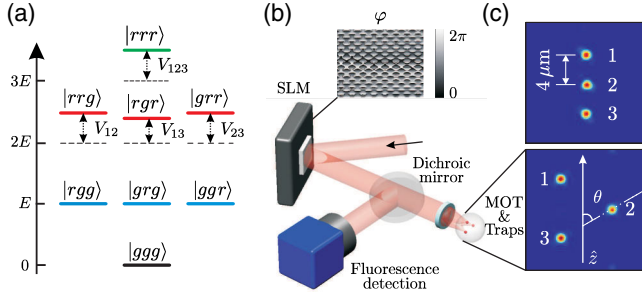 (a)
|rrr⟩
V₁₂₃
3E
|rrg⟩ |rgr⟩ |grr⟩
V₁₂ V₁₃ V₂₃
2E
|rgg⟩ |grg⟩ |ggr⟩
E
|ggg⟩
0
(b)
φ
2π
0
SLM
Dichroic
mirror
MOT
&
Traps
Fluorescence
detection
(c)
4 μm
1
2
3
1
θ
2
3
ẑ